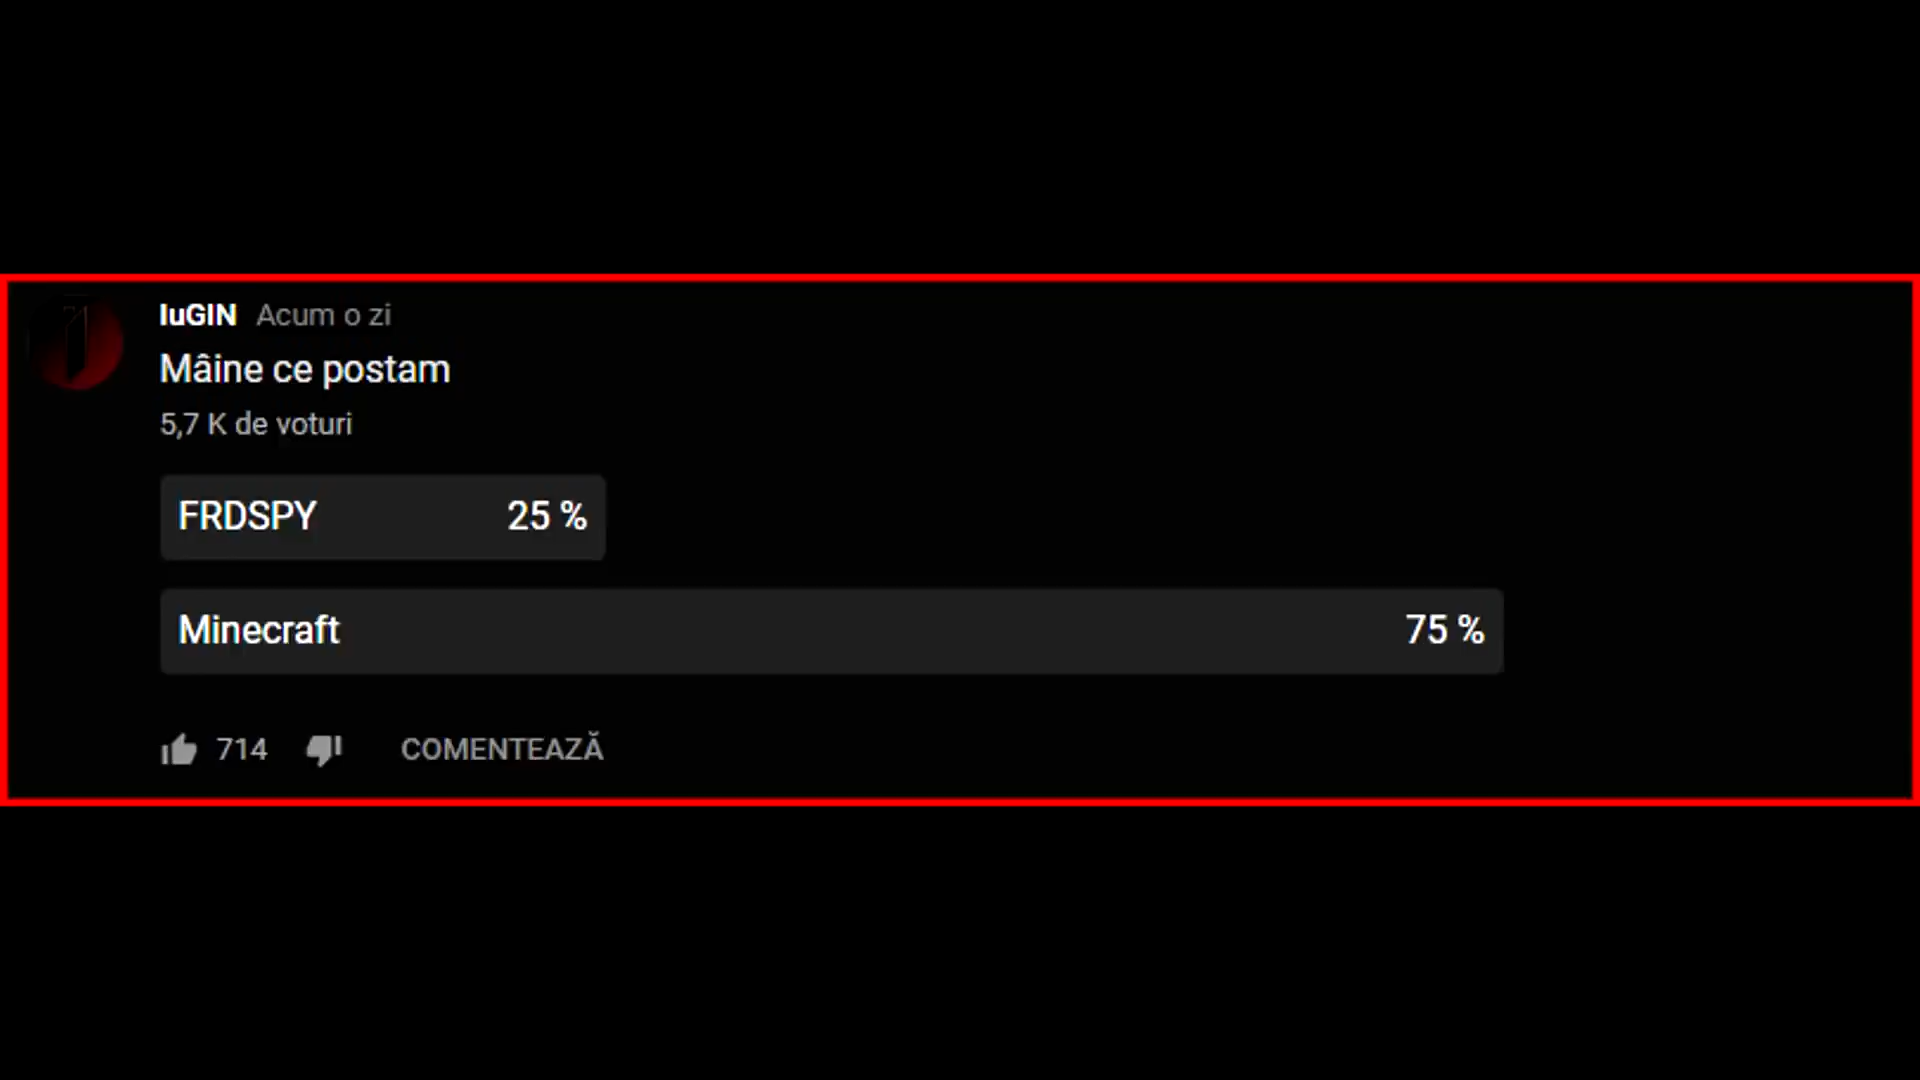 IuGIN Acum o zi
Mâine ce postam
5,7 K de voturi
FRDSPY 25 %
Minecraft 75 %
714 COMENTEAZĂ